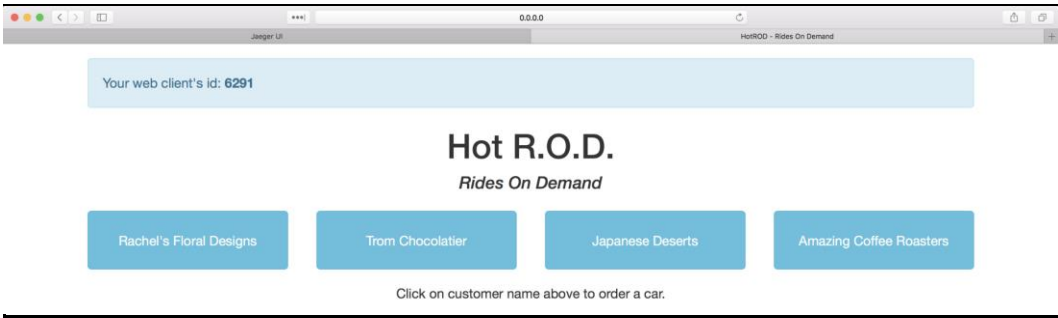 0.0.0.0
Jaeger UI
HotROD - Rides On Demand
Your web client's id: 6291
Hot R.O.D.
Rides On Demand
Rachel's Floral Designs
Trom Chocolatier
Japanese Deserts
Amazing Coffee Roasters
Click on customer name above to order a car.